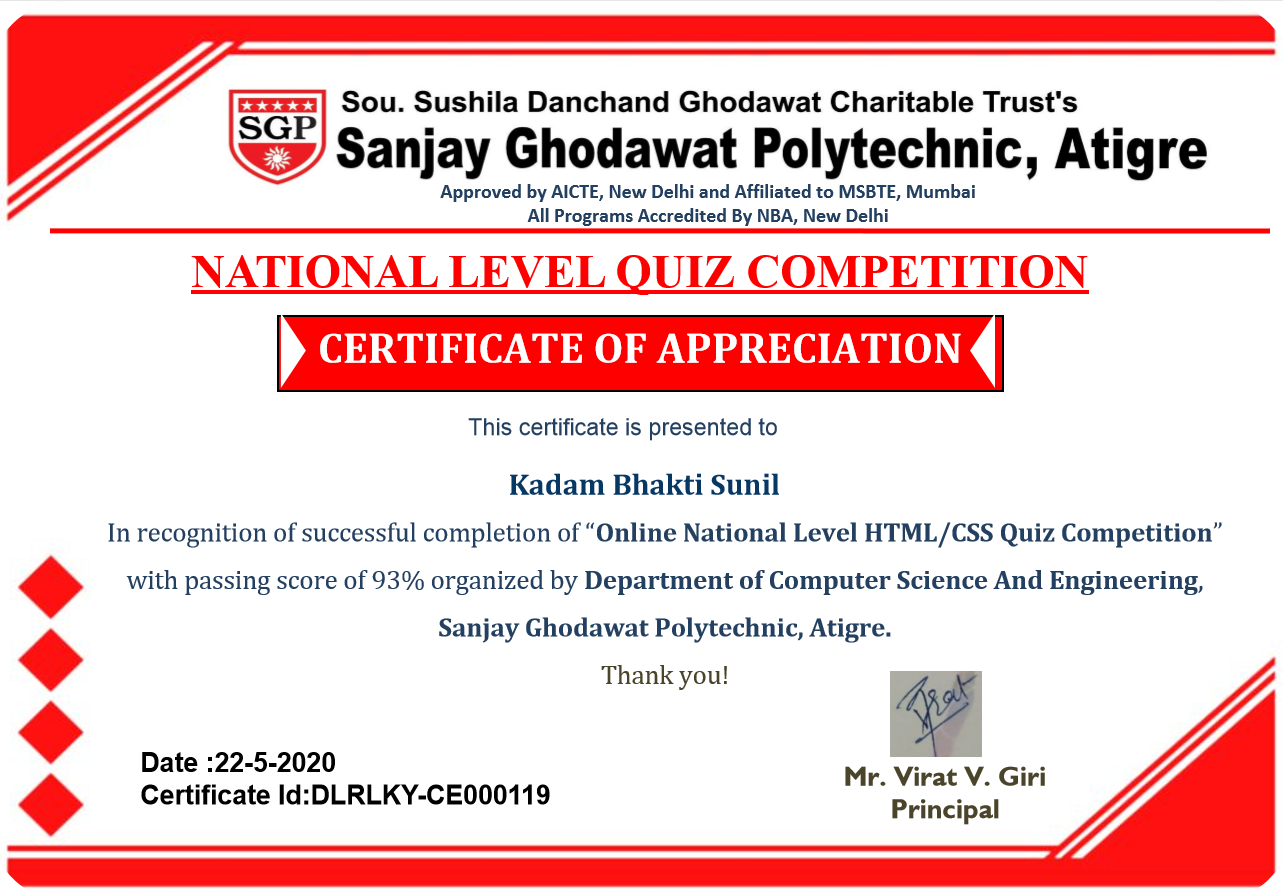 SGP
Sou. Sushila Danchand Ghodawat Charitable Trust's
Sanjay Ghodawat Polytechnic, Atigre
Approved by AICTE, New Delhi and Affiliated to MSBTE, Mumbai
All Programs Accredited By NBA, New Delhi
NATIONAL LEVEL QUIZ COMPETITION
CERTIFICATE OF APPRECIATION
This certificate is presented to
Kadam Bhakti Sunil
In recognition of successful completion of “Online National Level HTML/CSS Quiz Competition”
with passing score of 93% organized by Department of Computer Science And Engineering,
Sanjay Ghodawat Polytechnic, Atigre.
Thank you!
Date :22-5-2020
Certificate Id:DLRLKY-CE000119
Mr. Virat V. Giri
Principal